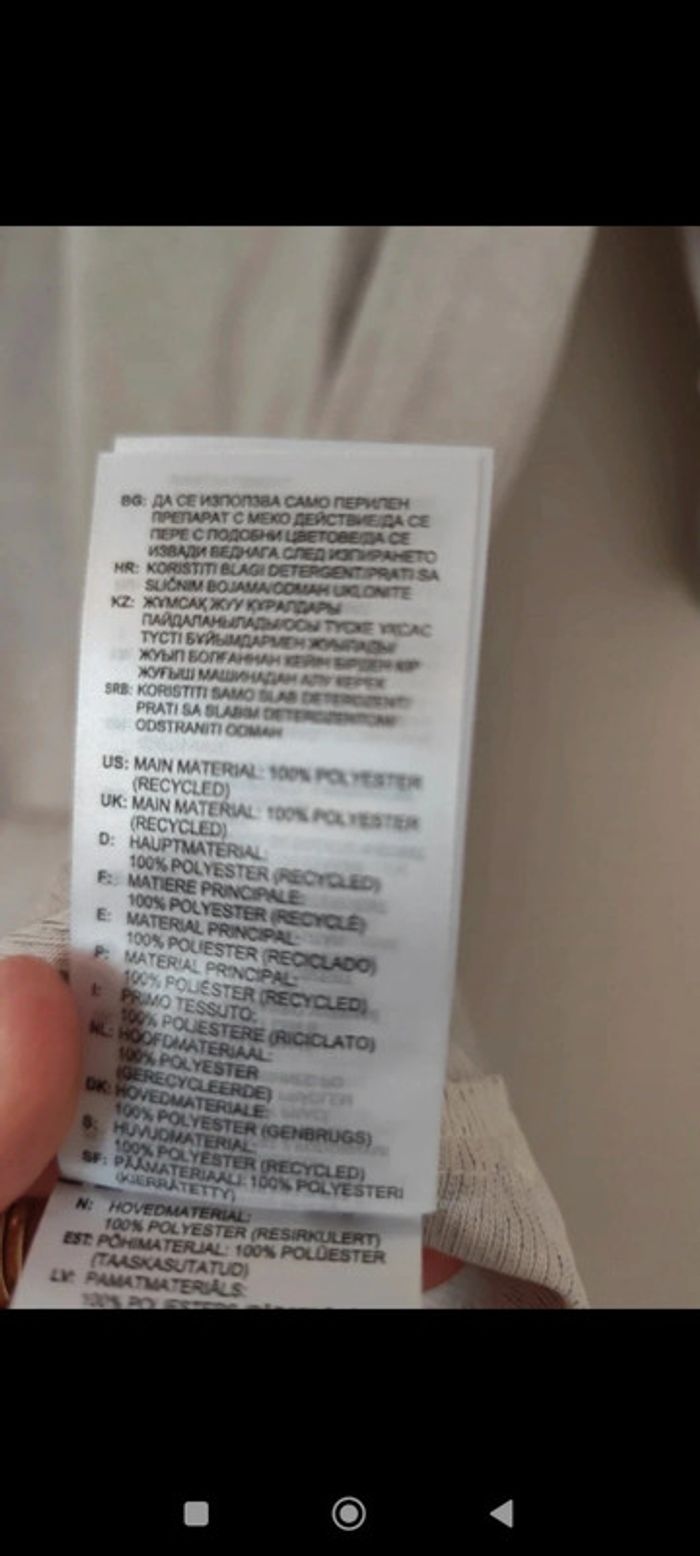 BG: ДА СЕ ИЗПОЛЗВА САМО ПЕРИЛЕН
ПРЕПАРАТ С МЕКО ДЕЙСТВИЕ/ДА СЕ
ПЕРЕ С ПОДОБНИ ЦВЕТОВЕ/ДА СЕ
ИЗВАДИ ВЕДНАГА СЛЕД ИЗПИРАНЕТО
HR: KORISTITI BLAGI DETERGENT/PRATI SA
SLIČNIM BOJAMA/ODMAH UKLONITE
KZ: ЖҰМСАҚ ЖУУ ҚҰРАЛДАРЫ
ПАЙДАЛАНЫЛАДЫ/ОСЫ ТҮСКЕ ҰҚСАС
ТҮСТІ БҰЙЫМДАРМЕН ЖУЫЛАДЫ/
ЖУЫП БОЛҒАННАН КЕЙІН БІРДЕН КІР
ЖУҒЫШ МАШИНАДАН АЛУ КЕРЕК
SRB: KORISTITI SAMO SLAB DETERDZENT/
PRATI SA SLABIM DETERDZENTOM/
ODSTRANITI ODMAH
US: MAIN MATERIAL: 100% POLYESTER
(RECYCLED)
UK: MAIN MATERIAL: 100% POLYESTER
(RECYCLED)
D: HAUPTMATERIAL:
100% POLYESTER (RECYCLED)
F: MATIERE PRINCIPALE:
100% POLYESTER (RECYCLÉ)
E: MATERIAL PRINCIPAL:
100% POLIESTER (RECICLADO)
P: MATERIAL PRINCIPAL:
100% POLIÉSTER (RECYCLED)
I: PRIMO TESSUTO:
100% POLIESTERE (RICICLATO)
NL: HOOFDMATERIAAL:
100% POLYESTER
(GERECYCLEERDE)
DK: HOVEDMATERIALE:
100% POLYESTER (GENBRUGS)
S: HUVUDMATERIAL:
100% POLYESTER (RECYCLED)
SF: PÄÄMATERIAALI: 100% POLYESTERI
(KIERRÄTETTY)
N: HOVEDMATERIAL:
100% POLYESTER (RESIRKULERT)
EST: PÕHIMATERJAL: 100% POLÜESTER
(TAASKASUTATUD)
LV: PAMATMATERIĀLS:
100% POLIESTERS